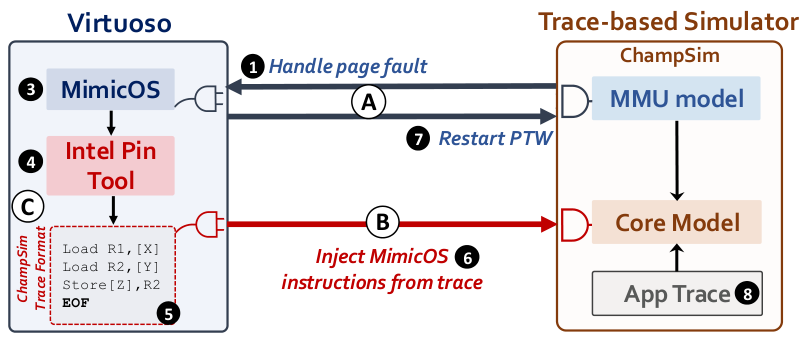 Virtuoso
Trace-based Simulator
ChampSim
1 Handle page fault
3 MimicOS
A
MMU model
7 Restart PTW
4 Intel Pin
Tool
C
B
Core Model
ChampSim
Trace Format
Load R1,[X]
Load R2,[Y]
Store[Z],R2
EOF
5
Inject MimicOS 6
instructions from trace
App Trace 8